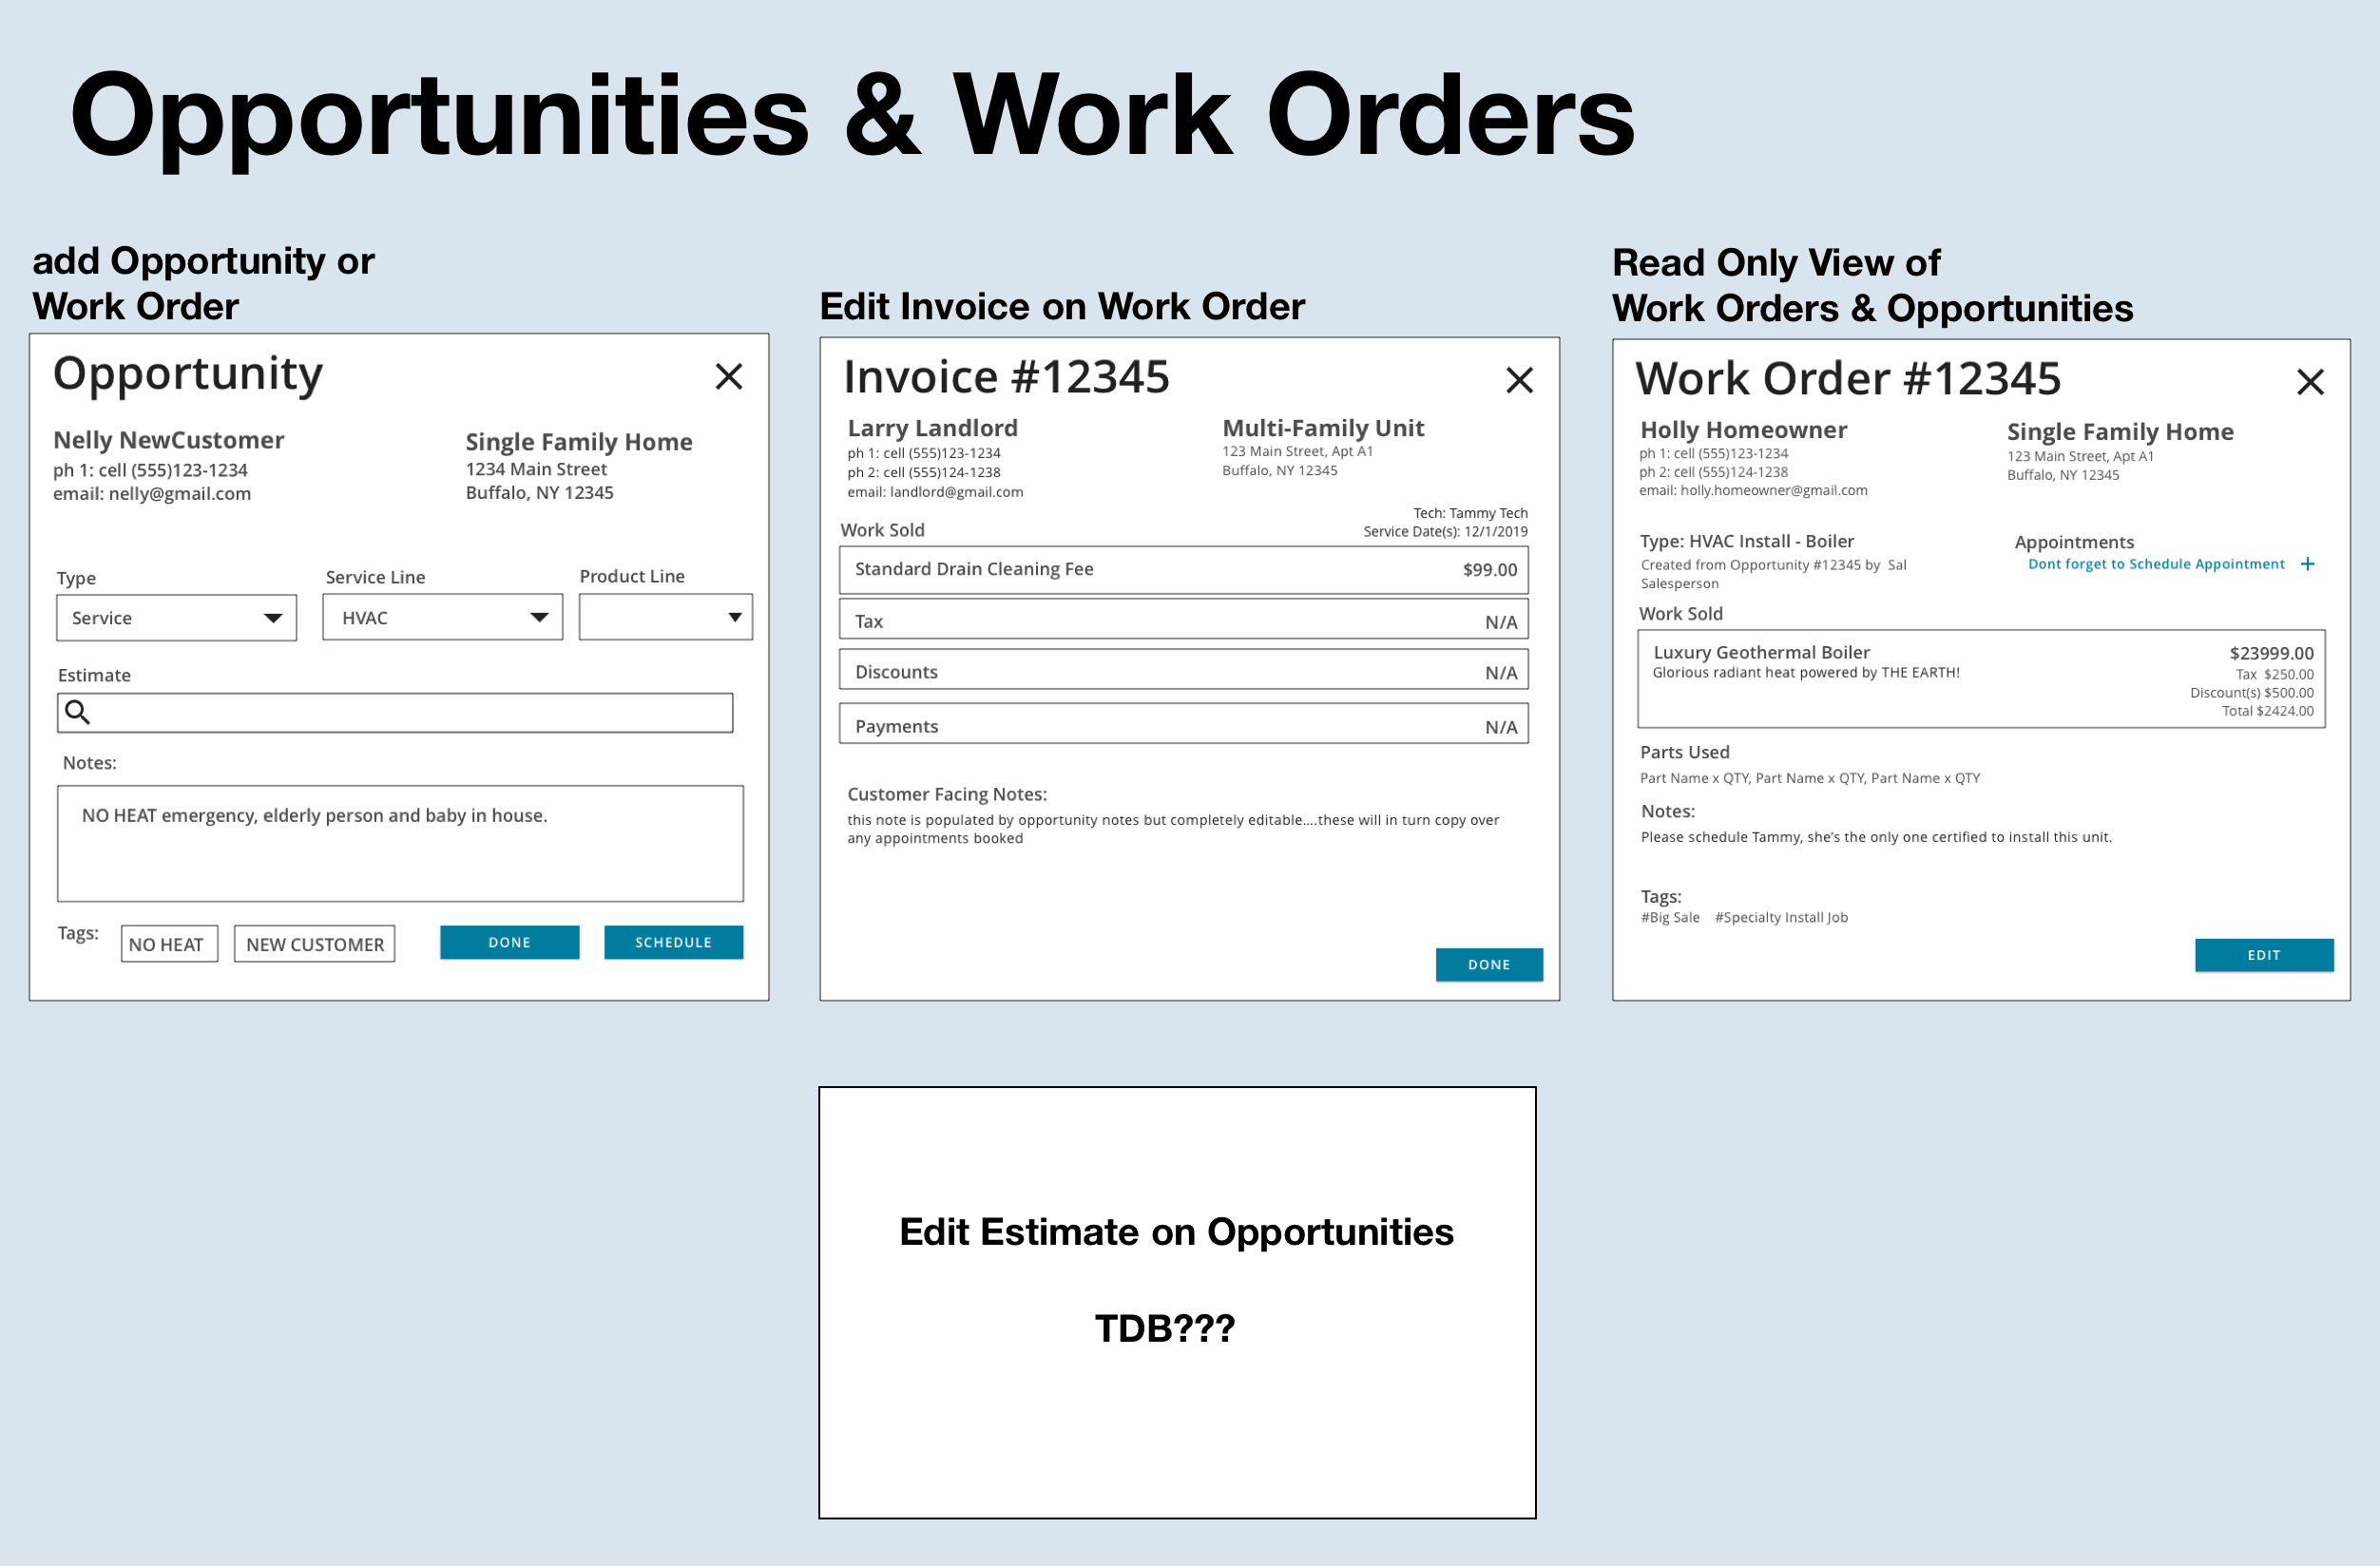 Opportunities & Work Orders
add Opportunity or
Work Order
Opportunity
Nelly NewCustomer
ph 1: cell (555)123-1234
email: nelly@gmail.com
Single Family Home
1234 Main Street
Buffalo, NY 12345
Type
Service Line
Product Line
Service
HVAC
Estimate
Notes:
NO HEAT emergency, elderly person and baby in house.
Tags:
NO HEAT
NEW CUSTOMER
DONE
SCHEDULE
Edit Invoice on Work Order
Invoice #12345
Larry Landlord
ph 1: cell (555)123-1234
ph 2: cell (555)124-1238
email: landlord@gmail.com
Multi-Family Unit
123 Main Street, Apt A1
Buffalo, NY 12345
Tech: Tammy Tech
Service Date(s): 12/1/2019
Work Sold
Standard Drain Cleaning Fee $99.00
Tax N/A
Discounts N/A
Payments N/A
Customer Facing Notes:
this note is populated by opportunity notes but completely editable....these will in turn copy over
any appointments booked
DONE
Read Only View of
Work Orders & Opportunities
Work Order #12345
Holly Homeowner
ph 1: cell (555)123-1234
ph 2: cell (555)124-1238
email: holly.homeowner@gmail.com
Single Family Home
123 Main Street, Apt A1
Buffalo, NY 12345
Type: HVAC Install - Boiler
Created from Opportunity #12345 by Sal
Salesperson
Appointments
Dont forget to Schedule Appointment +
Work Sold
Luxury Geothermal Boiler $23999.00
Glorious radiant heat powered by THE EARTH!
Tax $250.00
Discount(s) $500.00
Total $2424.00
Parts Used
Part Name x QTY, Part Name x QTY, Part Name x QTY
Notes:
Please schedule Tammy, she's the only one certified to install this unit.
Tags:
#Big Sale #Specialty Install Job
EDIT
Edit Estimate on Opportunities
TDB???